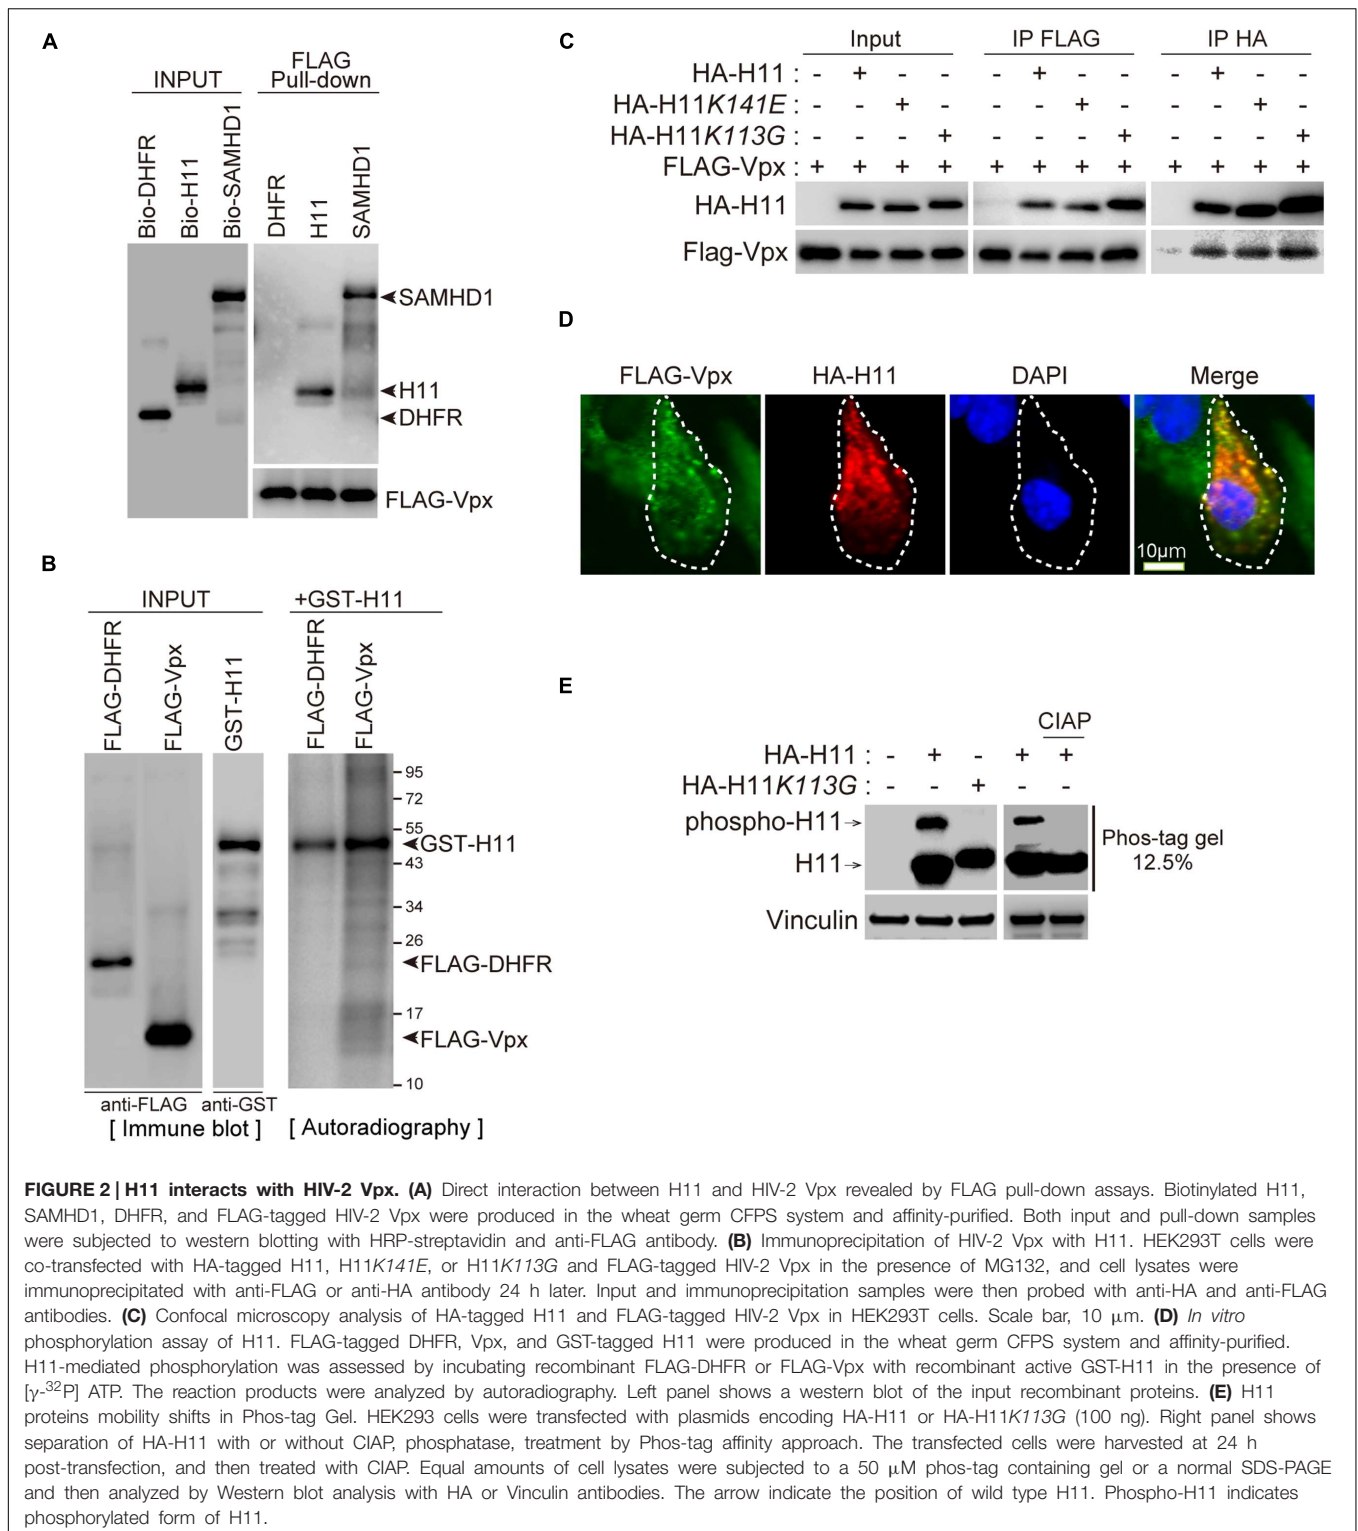 A
INPUT
FLAG
Pull-down
Bio-DHFR
Bio-H11
Bio-SAMHD1
DHFR
H11
SAMHD1
SAMHD1
H11
DHFR
FLAG-Vpx
B
INPUT
+GST-H11
FLAG-DHFR
FLAG-Vpx
GST-H11
FLAG-DHFR
FLAG-Vpx
95
72
55
GST-H11
43
34
26
FLAG-DHFR
17
FLAG-Vpx
10
anti-FLAG anti-GST
[ Immune blot ] [ Autoradiography ]
C
Input IP FLAG IP HA
HA-H11 : - + - - - + - - - + - -
HA-H11K141E : - - + - - - + - - - + -
HA-H11K113G : - - - + - - - + - - - +
FLAG-Vpx : + + + + + + + + + + + +
HA-H11
Flag-Vpx
D
FLAG-Vpx HA-H11 DAPI Merge
10µm
E
CIAP
HA-H11 : - + - + +
HA-H11K113G : - - + - -
phospho-H11→
H11→
Phos-tag gel
12.5%
Vinculin
FIGURE 2 | H11 interacts with HIV-2 Vpx. (A) Direct interaction between H11 and HIV-2 Vpx revealed by FLAG pull-down assays. Biotinylated H11,
SAMHD1, DHFR, and FLAG-tagged HIV-2 Vpx were produced in the wheat germ CFPS system and affinity-purified. Both input and pull-down samples
were subjected to western blotting with HRP-streptavidin and anti-FLAG antibody. (B) Immunoprecipitation of HIV-2 Vpx with H11. HEK293T cells were
co-transfected with HA-tagged H11, H11K141E, or H11K113G and FLAG-tagged HIV-2 Vpx in the presence of MG132, and cell lysates were
immunoprecipitated with anti-FLAG or anti-HA antibody 24 h later. Input and immunoprecipitation samples were then probed with anti-HA and anti-FLAG
antibodies. (C) Confocal microscopy analysis of HA-tagged H11 and FLAG-tagged HIV-2 Vpx in HEK293T cells. Scale bar, 10 µm. (D) In vitro
phosphorylation assay of H11. FLAG-tagged DHFR, Vpx, and GST-tagged H11 were produced in the wheat germ CFPS system and affinity-purified.
H11-mediated phosphorylation was assessed by incubating recombinant FLAG-DHFR or FLAG-Vpx with recombinant active GST-H11 in the presence of
[γ-³²P] ATP. The reaction products were analyzed by autoradiography. Left panel shows a western blot of the input recombinant proteins. (E) H11
proteins mobility shifts in Phos-tag Gel. HEK293 cells were transfected with plasmids encoding HA-H11 or HA-H11K113G (100 ng). Right panel shows
separation of HA-H11 with or without CIAP, phosphatase, treatment by Phos-tag affinity approach. The transfected cells were harvested at 24 h
post-transfection, and then treated with CIAP. Equal amounts of cell lysates were subjected to a 50 µM phos-tag containing gel or a normal SDS-PAGE
and then analyzed by Western blot analysis with HA or Vinculin antibodies. The arrow indicate the position of wild type H11. Phospho-H11 indicates
phosphorylated form of H11.